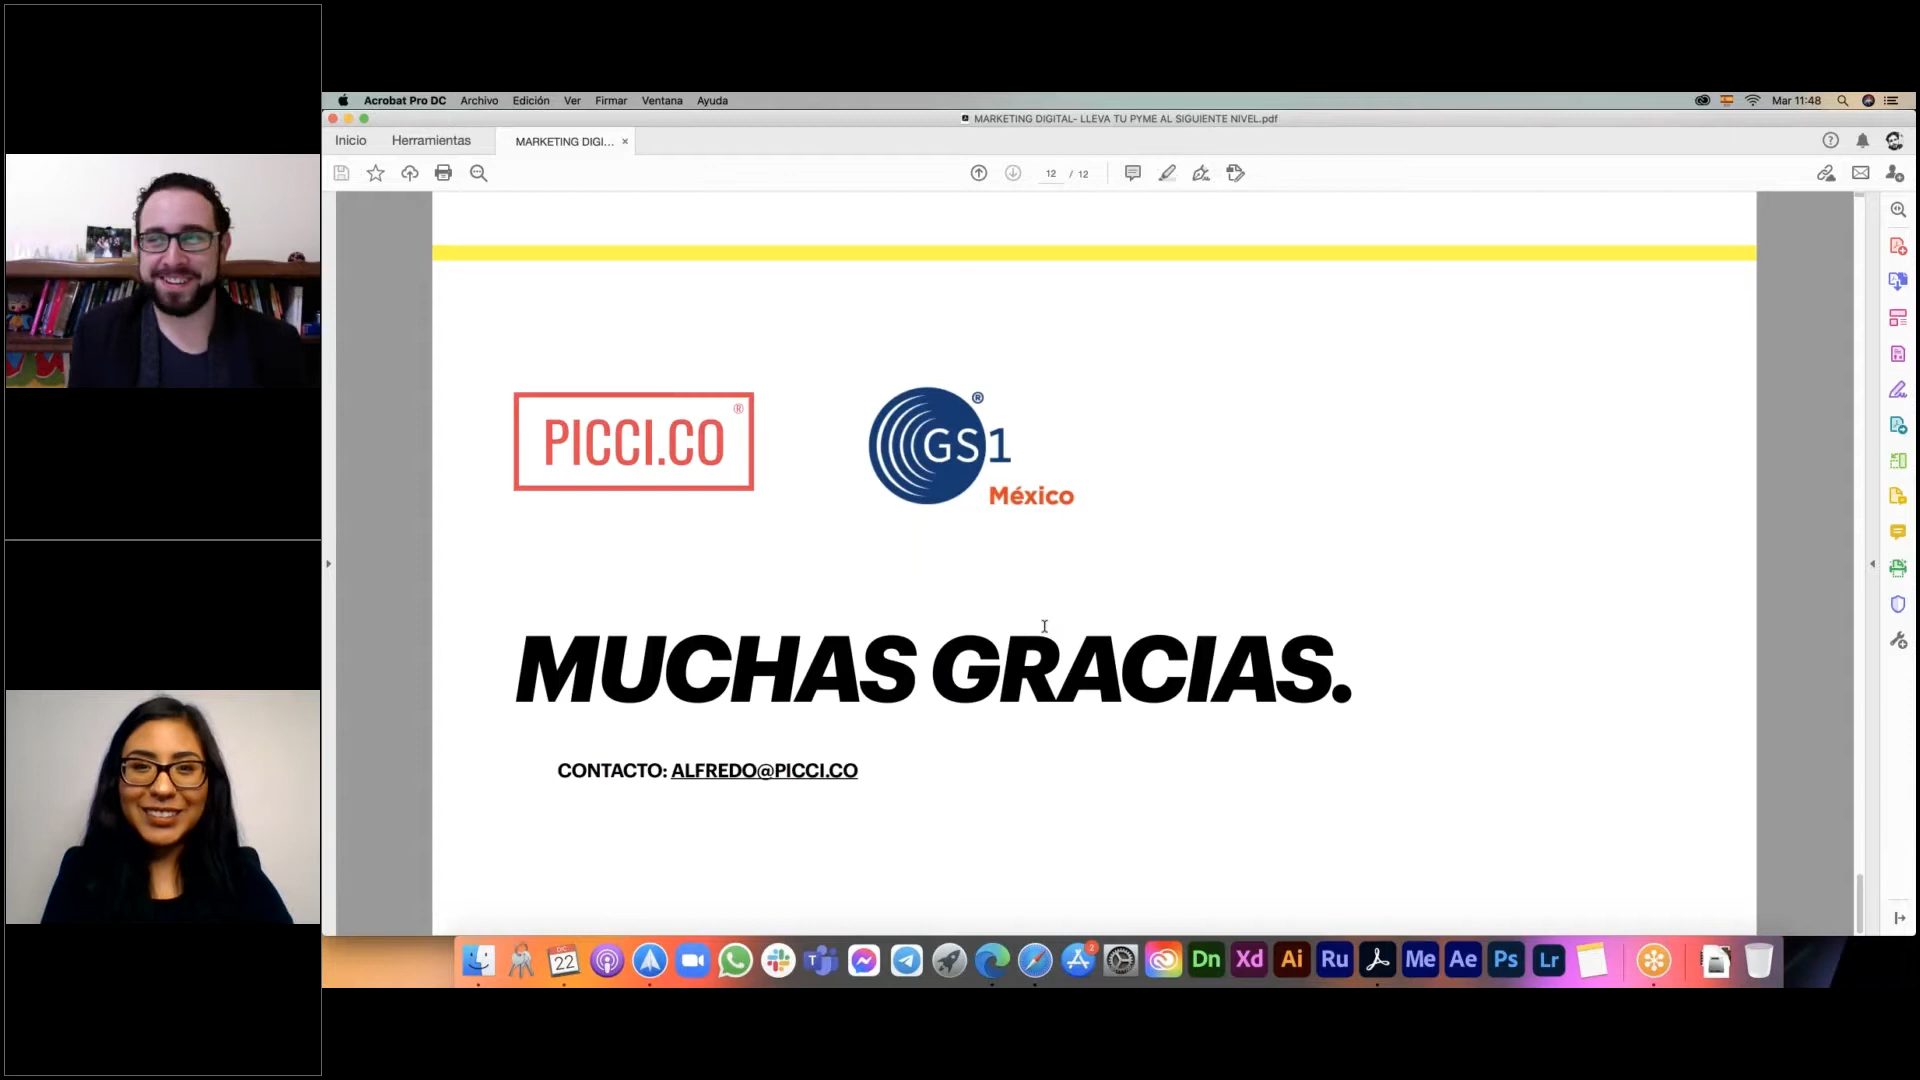 Acrobat Pro DC Archivo Edición Ver Firmar Ventana Ayuda Mar 11:48
MARKETING DIGITAL- LLEVA TU PYME AL SIGUIENTE NIVEL.pdf
Inicio Herramientas MARKETING DIGI... ×
12 / 12
PICCI.CO ®
GS1 ®
México
MUCHAS GRACIAS.
CONTACTO: ALFREDO@PICCI.CO
DIC
22
2
Dn Xd Ai Ru Me Ae Ps Lr